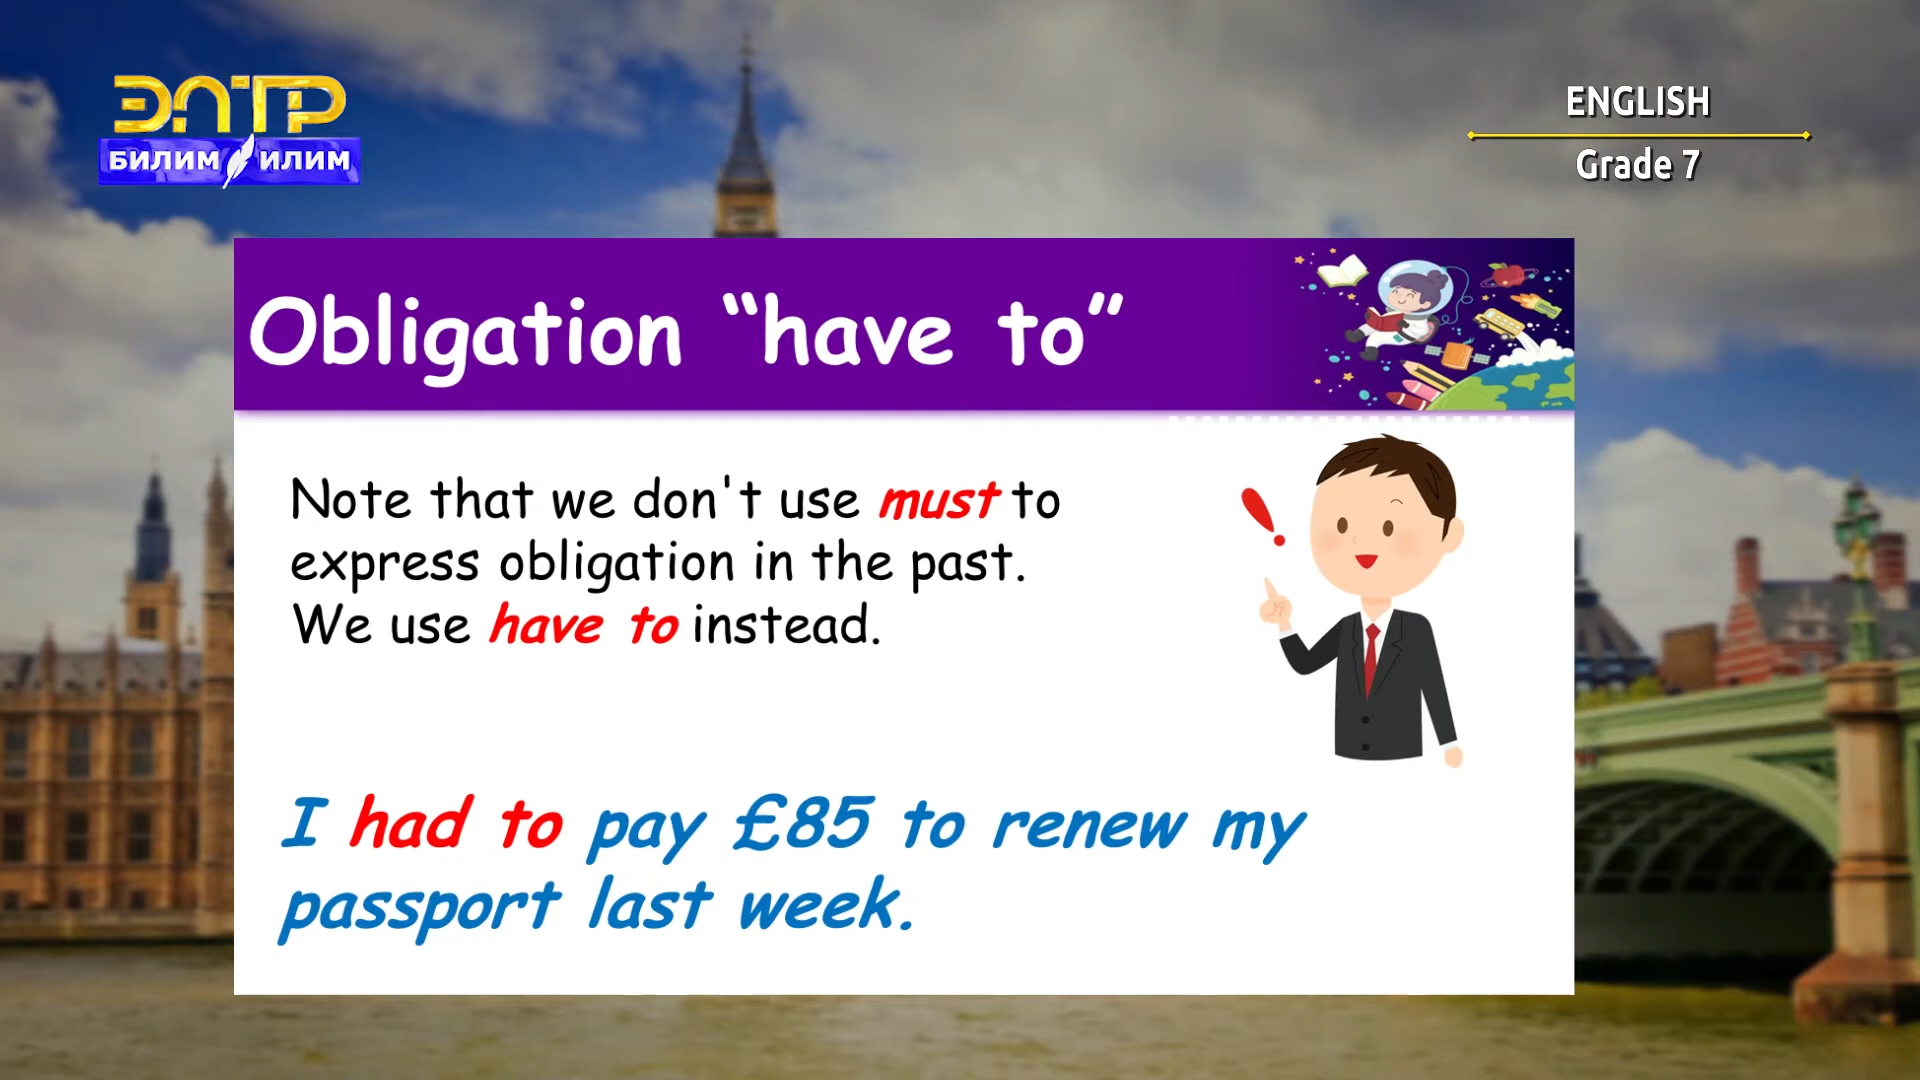 ЭЛТР
БИЛИМ ИЛИМ
ENGLISH
Grade 7
Obligation “have to”
Note that we don't use must to
express obligation in the past.
We use have to instead.
I had to pay £85 to renew my
passport last week.